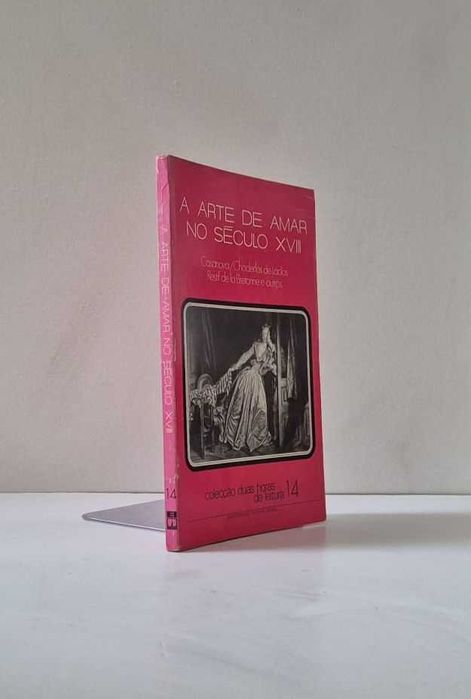 A ARTE DE AMAR
NO SÉCULO XVIII
Casanova/Choderlos de Laclos
Restif de la Bretonne e outros
colecção duas horas
de leitura 14
A ARTE DE AMAR NO SÉCULO XVIII
14